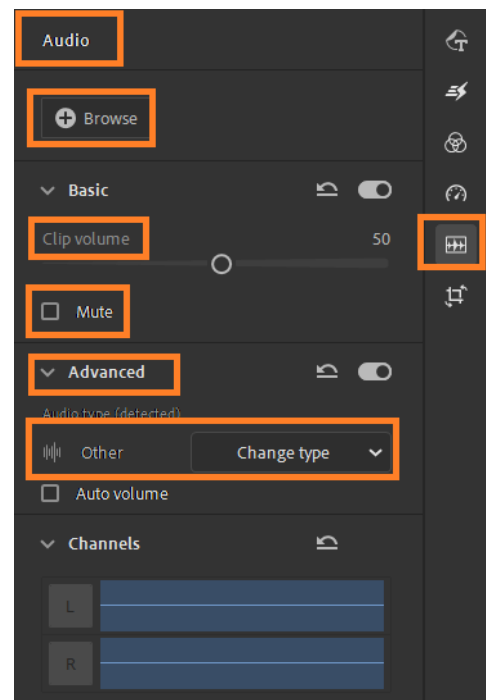 Audio
Browse
Basic
Clip volume 50
Mute
Advanced
Audio type (detected)
Other Change type
Auto volume
Channels
L
R